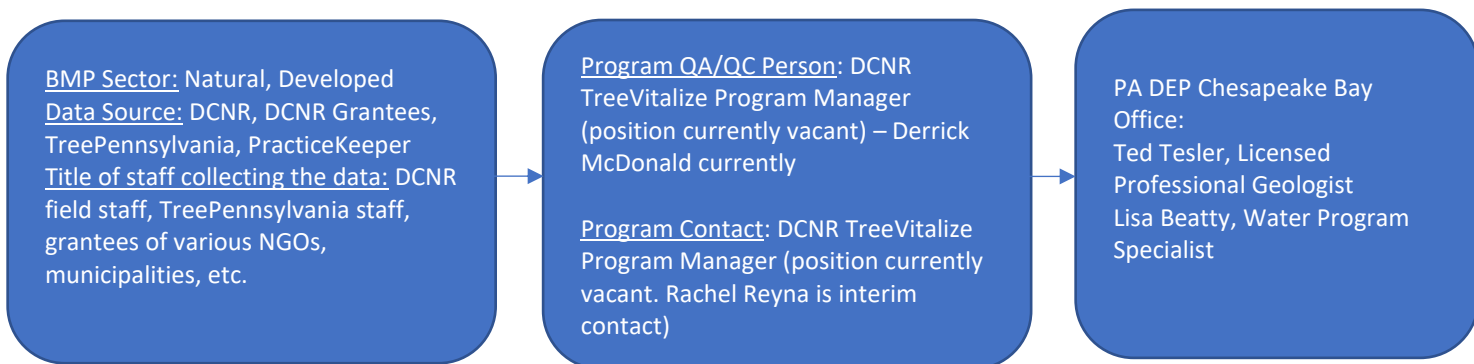 BMP Sector: Natural, Developed
Data Source: DCNR, DCNR Grantees,
TreePennsylvania, PracticeKeeper
Title of staff collecting the data: DCNR
field staff, TreePennsylvania staff,
grantees of various NGOs,
municipalities, etc.
Program QA/QC Person: DCNR
TreeVitalize Program Manager
(position currently vacant) – Derrick
McDonald currently
Program Contact: DCNR TreeVitalize
Program Manager (position currently
vacant. Rachel Reyna is interim
contact)
PA DEP Chesapeake Bay
Office:
Ted Tesler, Licensed
Professional Geologist
Lisa Beatty, Water Program
Specialist